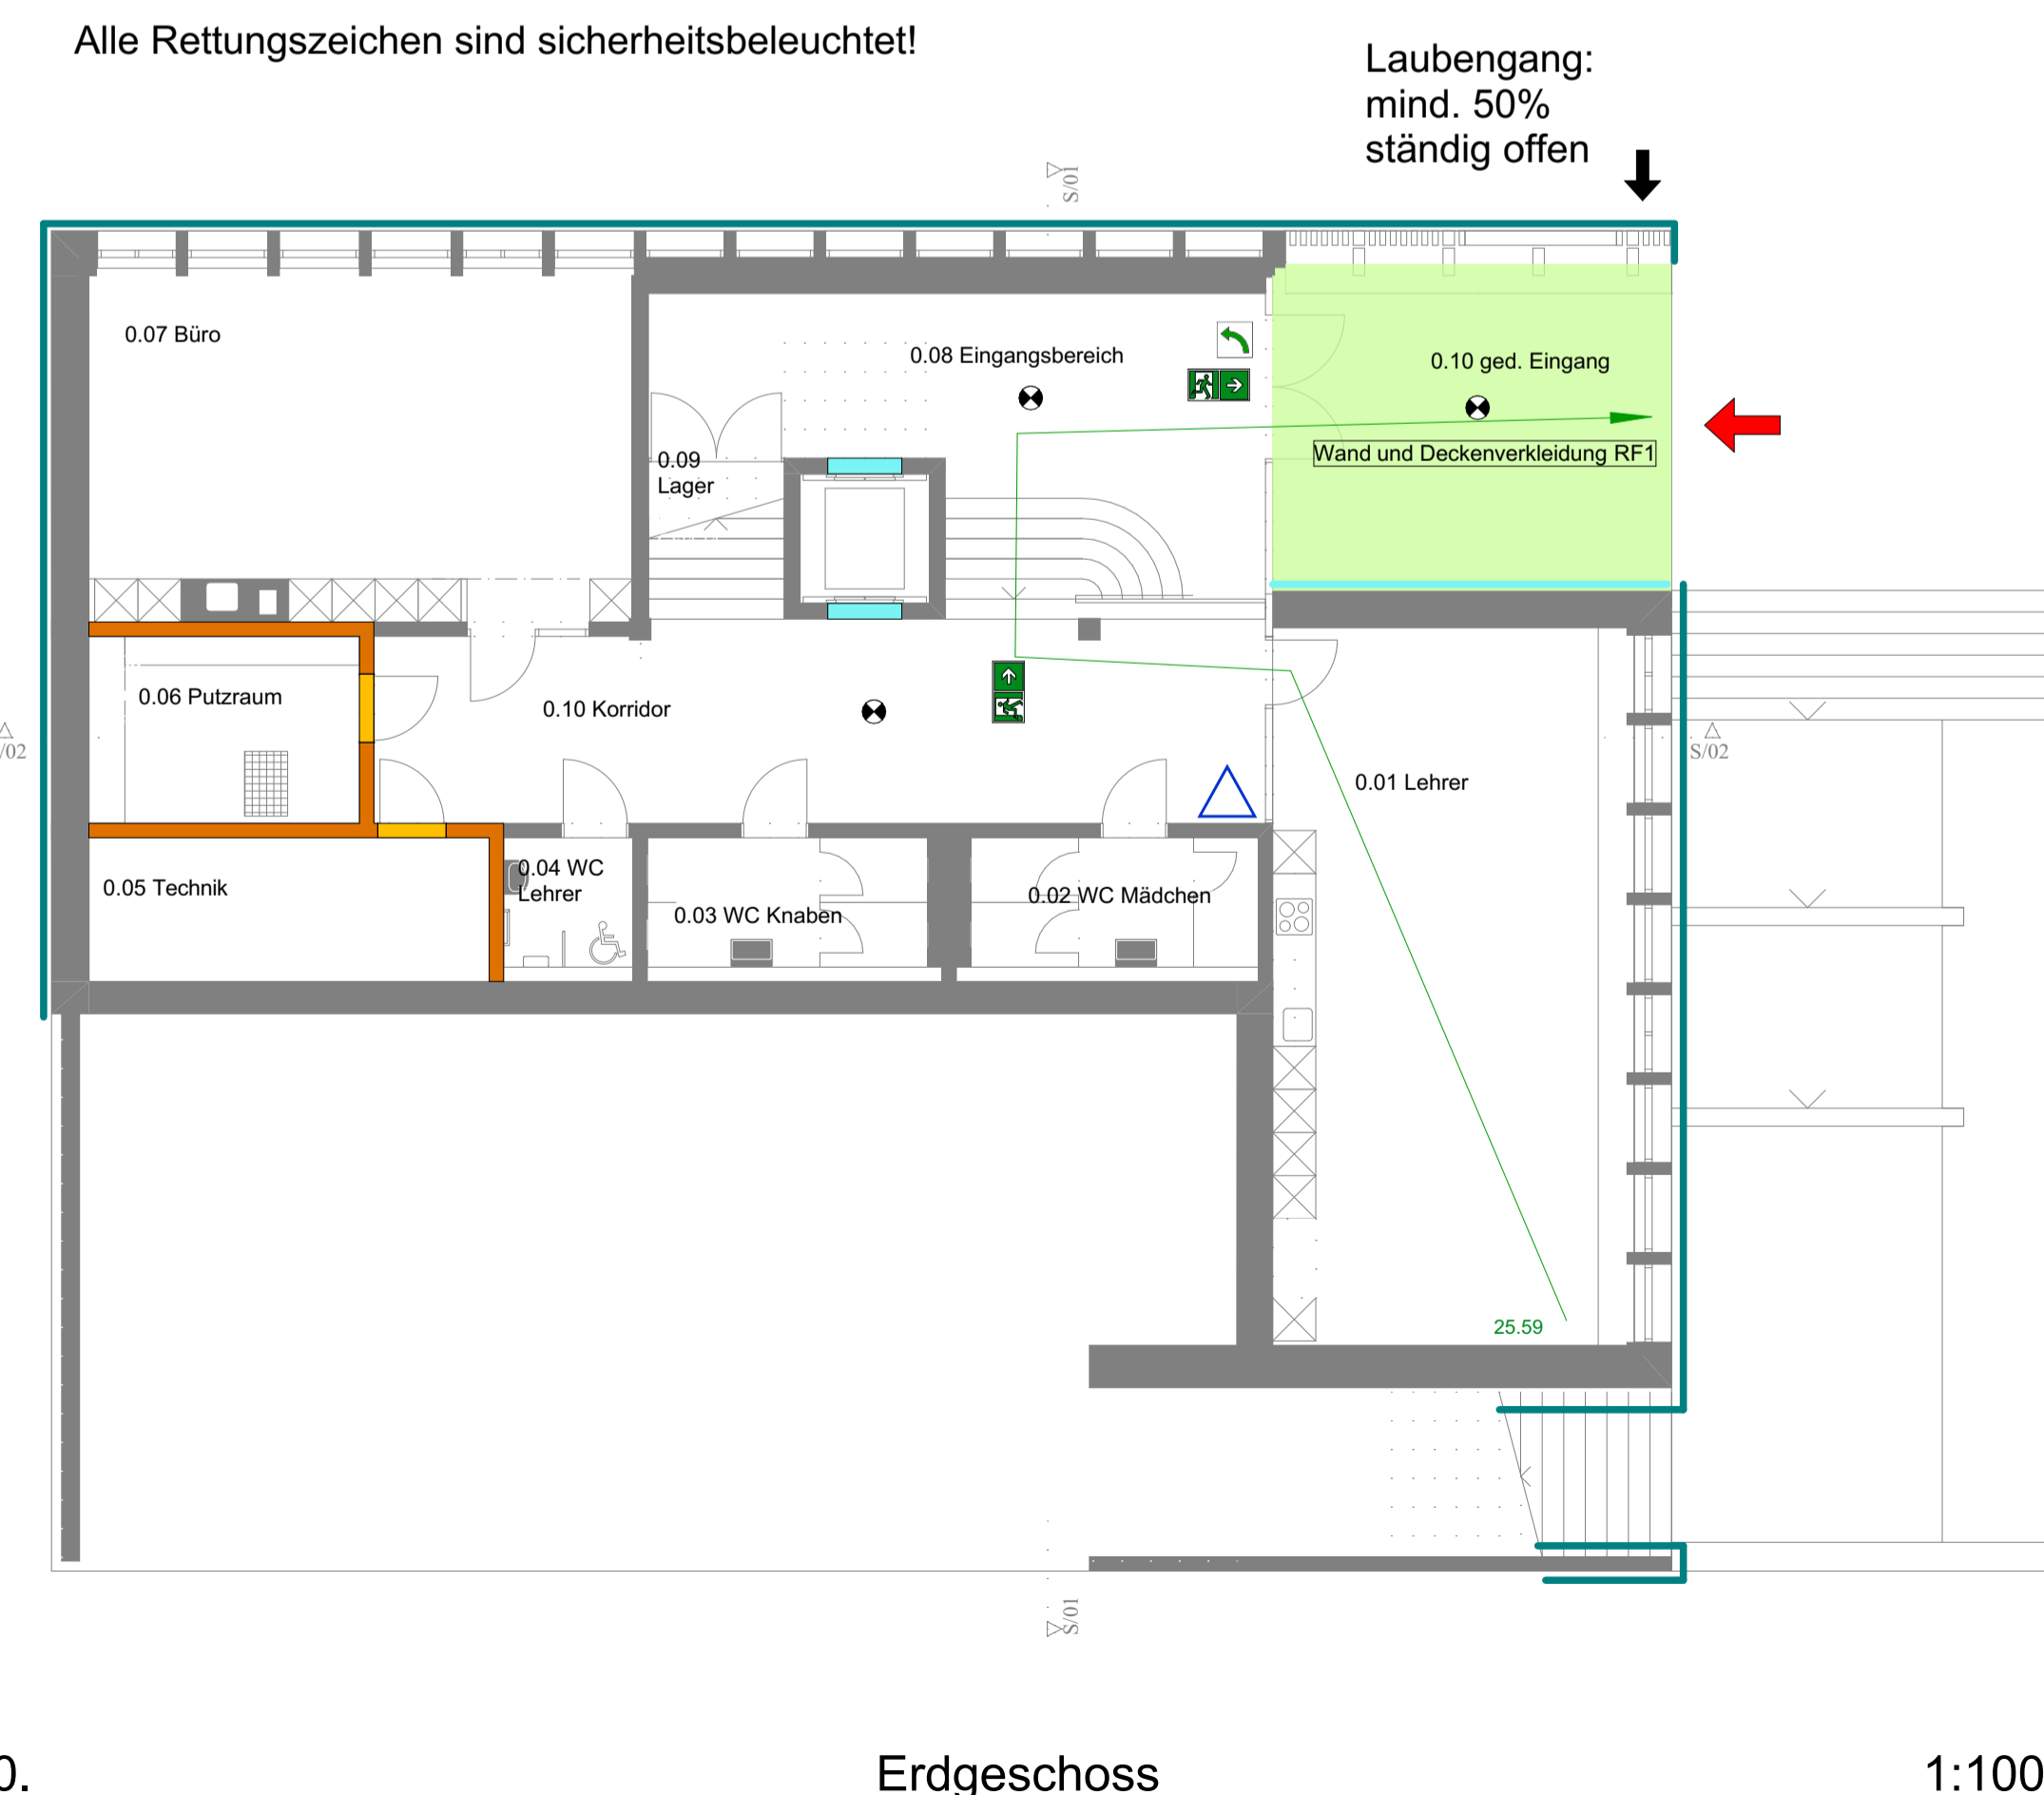 Alle Rettungszeichen sind sicherheitsbeleuchtet!
Laubengang:
mind. 50%
ständig offen
S/01
0.07 Büro
0.08 Eingangsbereich
0.10 ged. Eingang
Wand und Deckenverkleidung RF1
0.09
Lager
0.06 Putzraum
0.10 Korridor
/02
S/02
0.01 Lehrer
0.05 Technik
0.04 WC
Lehrer
0.03 WC Knaben
0.02 WC Mädchen
25.59
S/01
0.
Erdgeschoss
1:100